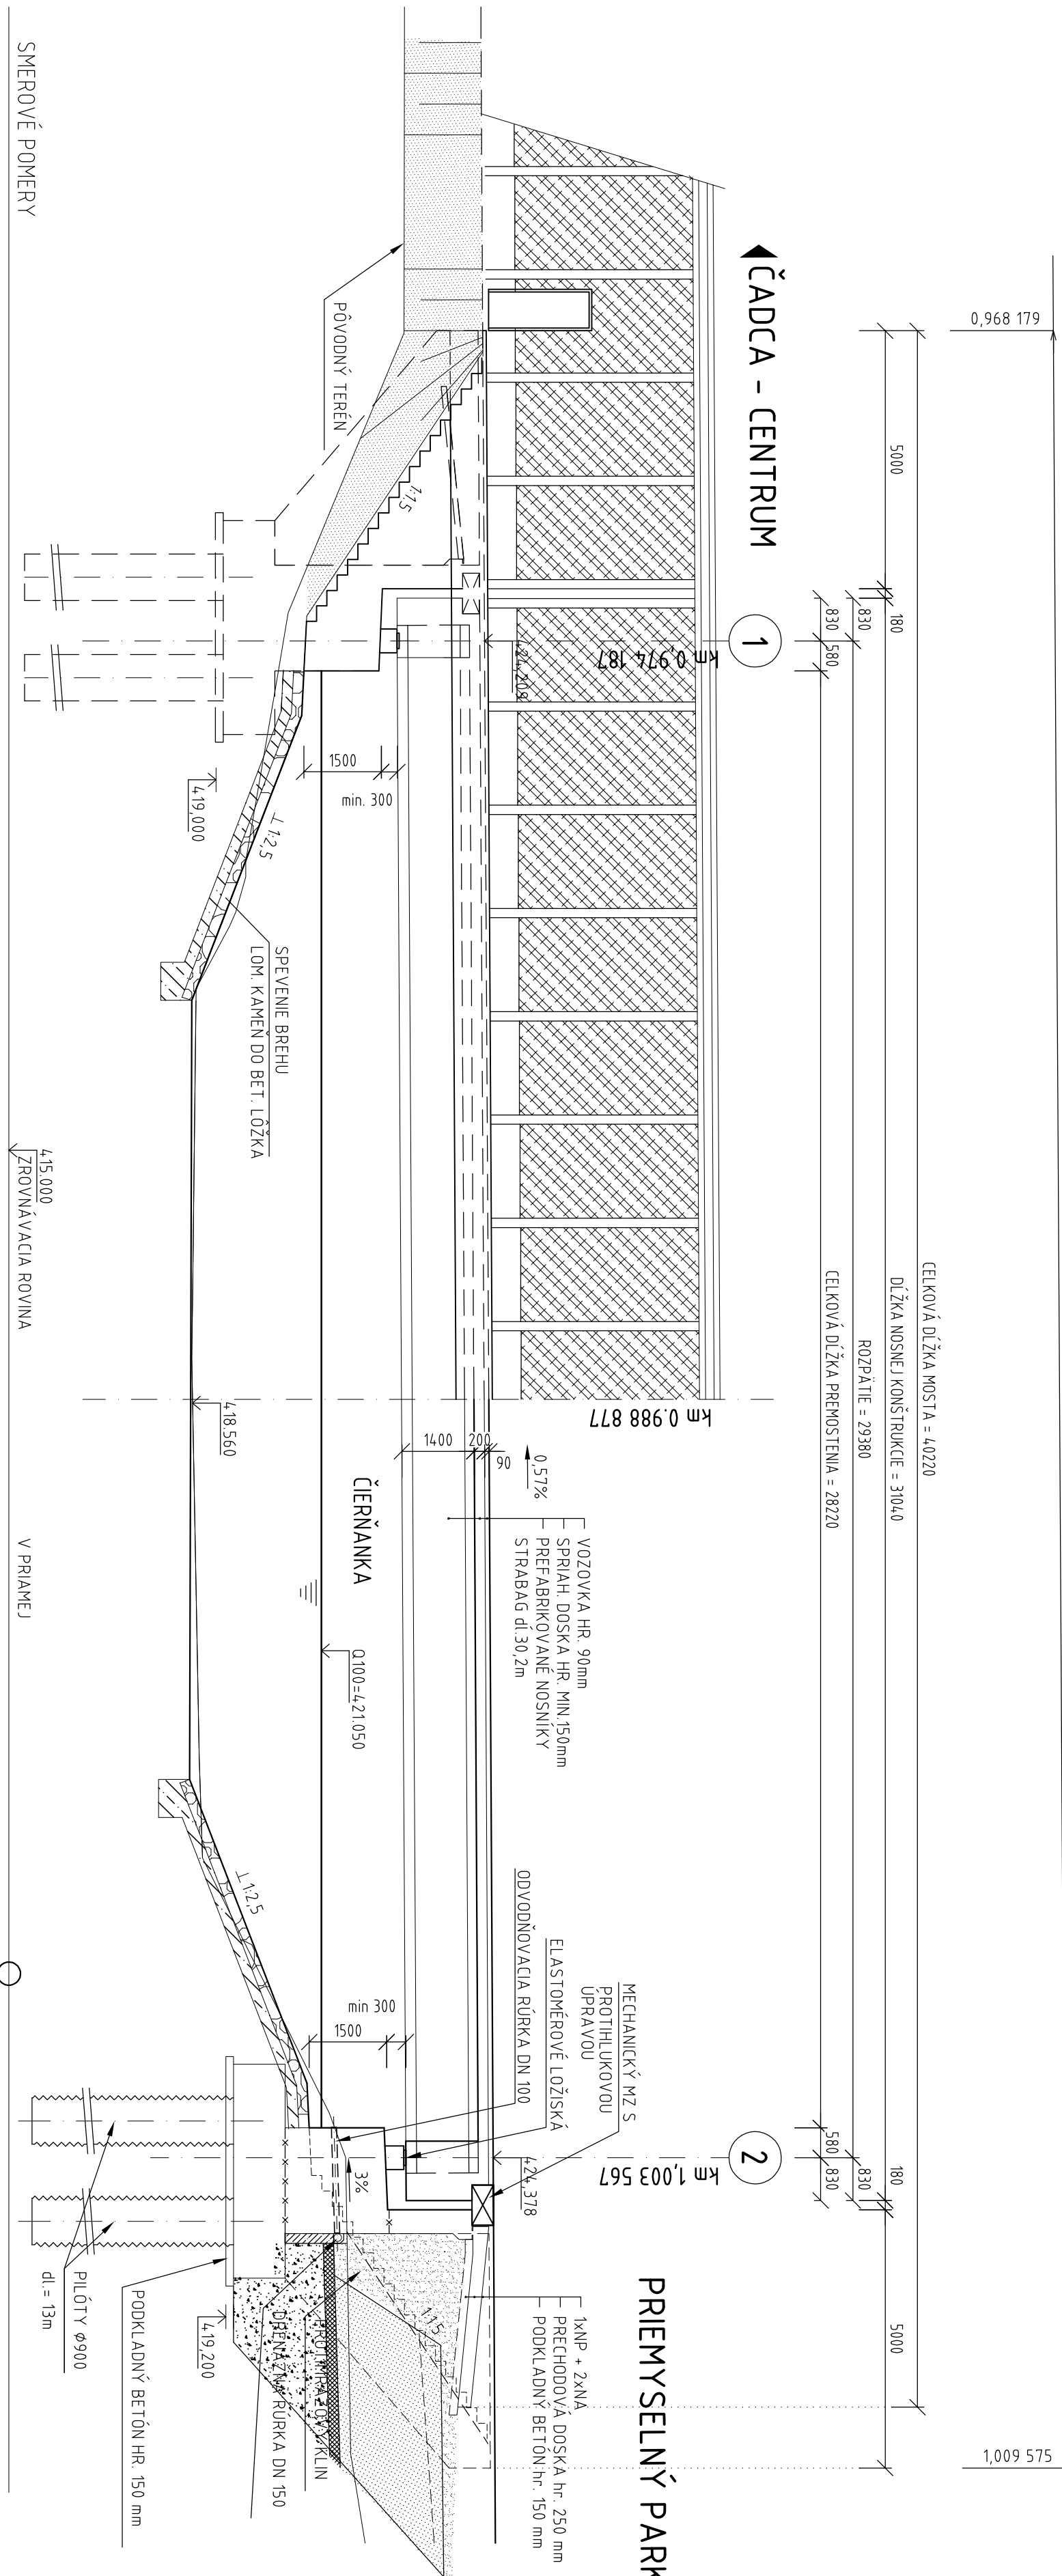 0,968 179
1,009 575
CELKOVÁ DĹŽKA MOSTA = 40220
5000
180
DĹŽKA NOSNEJ KONŠTRUKCIE = 31040
180
5000
830
ROZPÄTIE = 29380
830
830
580
CELKOVÁ DĹŽKA PREMOSTENIA = 28220
580
830
ČADCA - CENTRUM
1
2
PRIEMYSELNÝ PARK
km 0,974 187
km 0.988 877
km 1,003 567
424,209
424,378
0,57%
90
200
1400
VOZOVKA HR. 90mm
SPRIAH. DOSKA HR. MIN.150mm
PREFABRIKOVANÉ NOSNÍKY
STRABAG dl.30,2m
MECHANICKÝ MZ S
PROTIHLUKOVOU
ÚPRAVOU
ELASTOMÉROVÉ LOŽISKÁ
ODVODŇOVACIA RÚRKA DN 100
1xNP + 2xNA
PRECHODOVÁ DOSKA hr. 250 mm
PODKLADNÝ BETÓN hr. 150 mm
1:1,5
1:1,5
PÔVODNÝ TERÉN
1500
min. 300
min 300
1500
ČIERŇANKA
Q100=421.050
3%
419,000
1:2,5
1:2,5
SPEVENIE BREHU
LOM. KAMEŇ DO BET. LÔŽKA
418.560
PROTIMRAZOVÝ KLIN
DRENÁŽNA RÚRKA DN 150
419,200
PODKLADNÝ BETÓN HR. 150 mm
PILÓTY Ø900
dl.= 13m
415.000
ZROVNÁVACIA ROVINA
SMEROVÉ POMERY
V PRIAMEJ